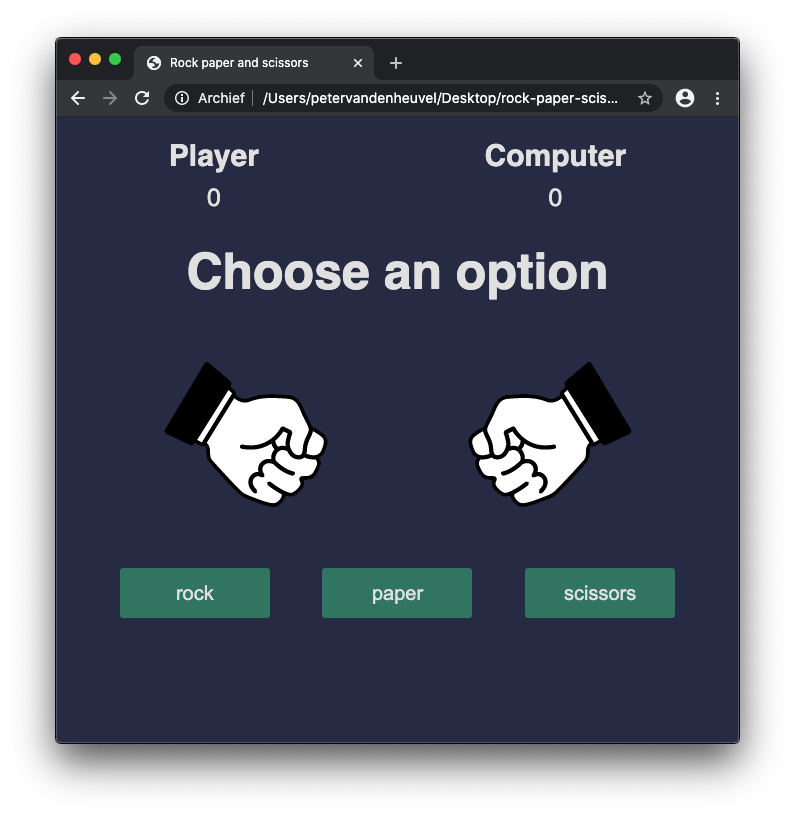 Rock paper and scissors
Archief /Users/petervandenheuvel/Desktop/rock-paper-scis...
Player Computer
0 0
Choose an option
rock paper scissors